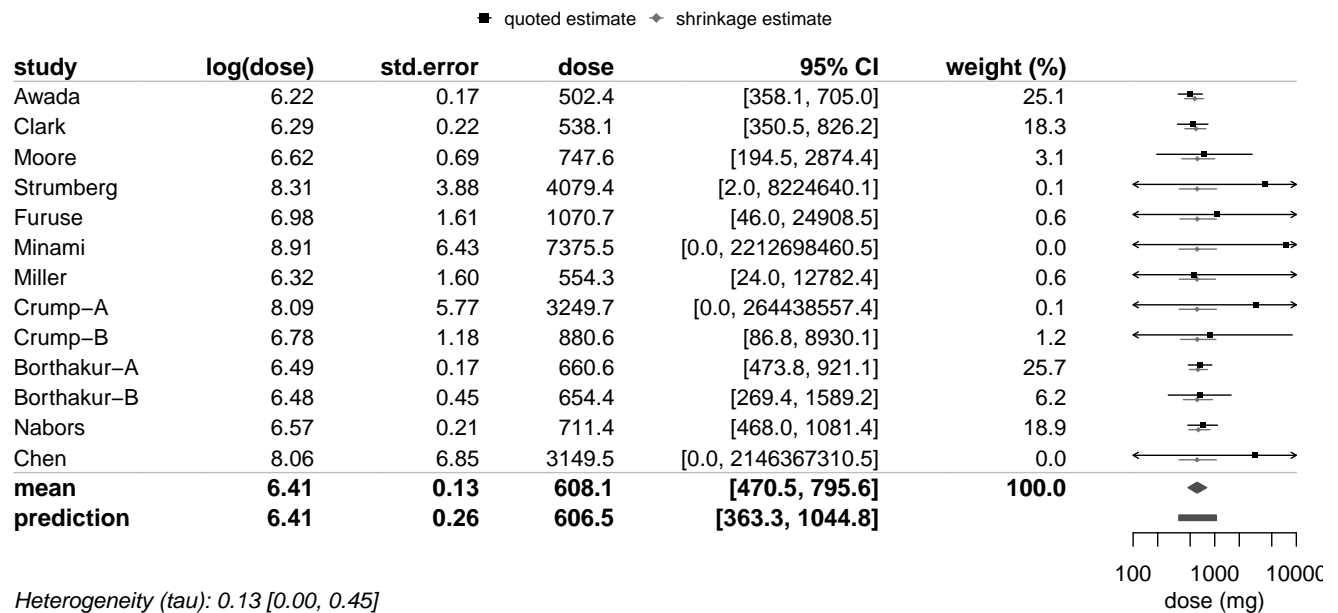 quoted estimate shrinkage estimate
study log(dose) std.error dose 95% CI weight (%)
Awada 6.22 0.17 502.4 [358.1, 705.0] 25.1
Clark 6.29 0.22 538.1 [350.5, 826.2] 18.3
Moore 6.62 0.69 747.6 [194.5, 2874.4] 3.1
Strumberg 8.31 3.88 4079.4 [2.0, 8224640.1] 0.1
Furuse 6.98 1.61 1070.7 [46.0, 24908.5] 0.6
Minami 8.91 6.43 7375.5 [0.0, 2212698460.5] 0.0
Miller 6.32 1.60 554.3 [24.0, 12782.4] 0.6
Crump−A 8.09 5.77 3249.7 [0.0, 264438557.4] 0.1
Crump−B 6.78 1.18 880.6 [86.8, 8930.1] 1.2
Borthakur−A 6.49 0.17 660.6 [473.8, 921.1] 25.7
Borthakur−B 6.48 0.45 654.4 [269.4, 1589.2] 6.2
Nabors 6.57 0.21 711.4 [468.0, 1081.4] 18.9
Chen 8.06 6.85 3149.5 [0.0, 2146367310.5] 0.0
mean 6.41 0.13 608.1 [470.5, 795.6] 100.0
prediction 6.41 0.26 606.5 [363.3, 1044.8]
100 1000 10000
Heterogeneity (tau): 0.13 [0.00, 0.45] dose (mg)